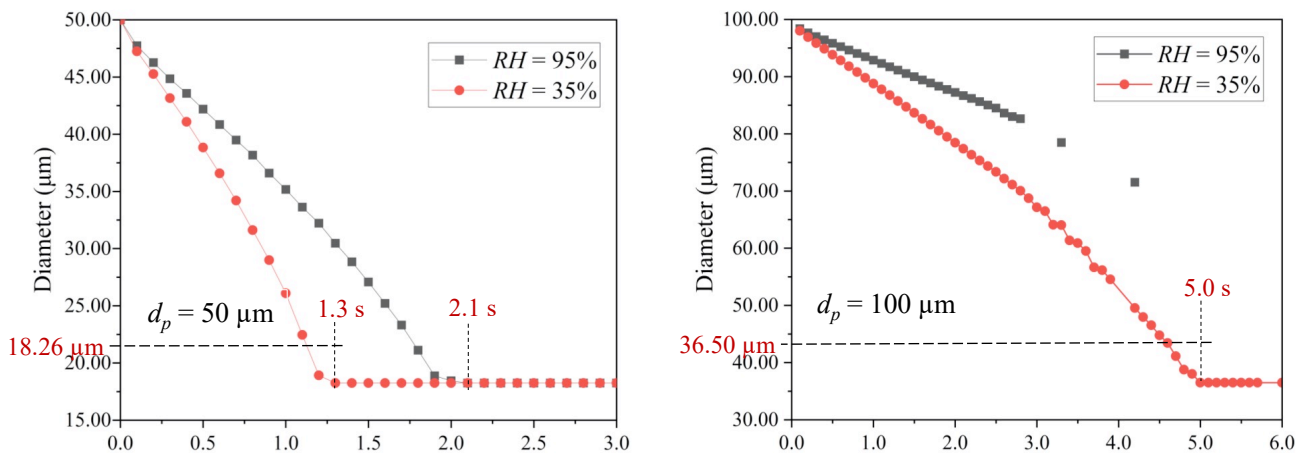 50.00
45.00
40.00
35.00
30.00
25.00
20.00
15.00
Diameter (μm)
RH = 95%
RH = 35%
d_p = 50 μm
1.3 s
2.1 s
18.26 μm
0.0 0.5 1.0 1.5 2.0 2.5 3.0
100.00
90.00
80.00
70.00
60.00
50.00
40.00
30.00
Diameter (μm)
RH = 95%
RH = 35%
d_p = 100 μm
5.0 s
36.50 μm
0.0 1.0 2.0 3.0 4.0 5.0 6.0